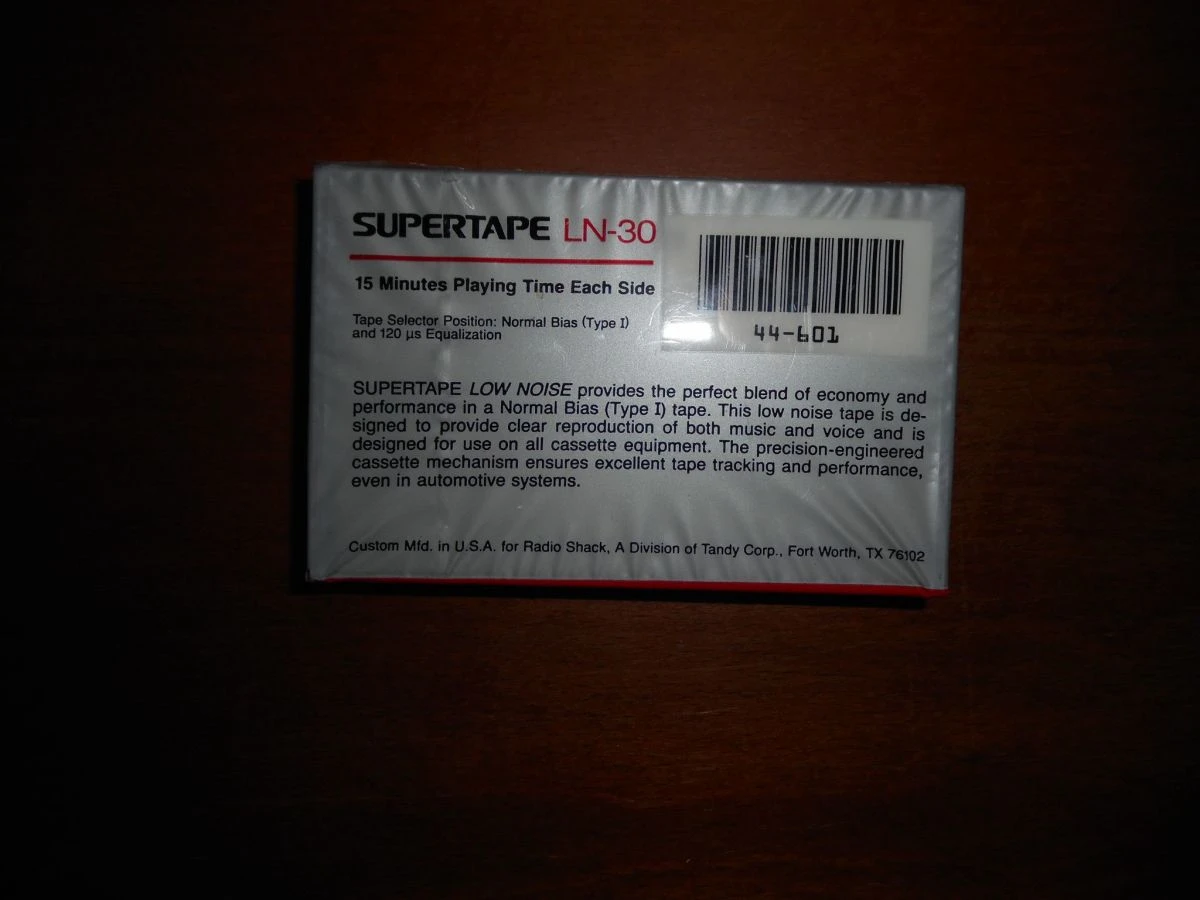 SUPERTAPE LN-30
15 Minutes Playing Time Each Side
Tape Selector Position: Normal Bias (Type I)
and 120 µs Equalization
44-601
SUPERTAPE LOW NOISE provides the perfect blend of economy and
performance in a Normal Bias (Type I) tape. This low noise tape is de-
signed to provide clear reproduction of both music and voice and is
designed for use on all cassette equipment. The precision-engineered
cassette mechanism ensures excellent tape tracking and performance,
even in automotive systems.
Custom Mfd. in U.S.A. for Radio Shack, A Division of Tandy Corp., Fort Worth, TX 76102